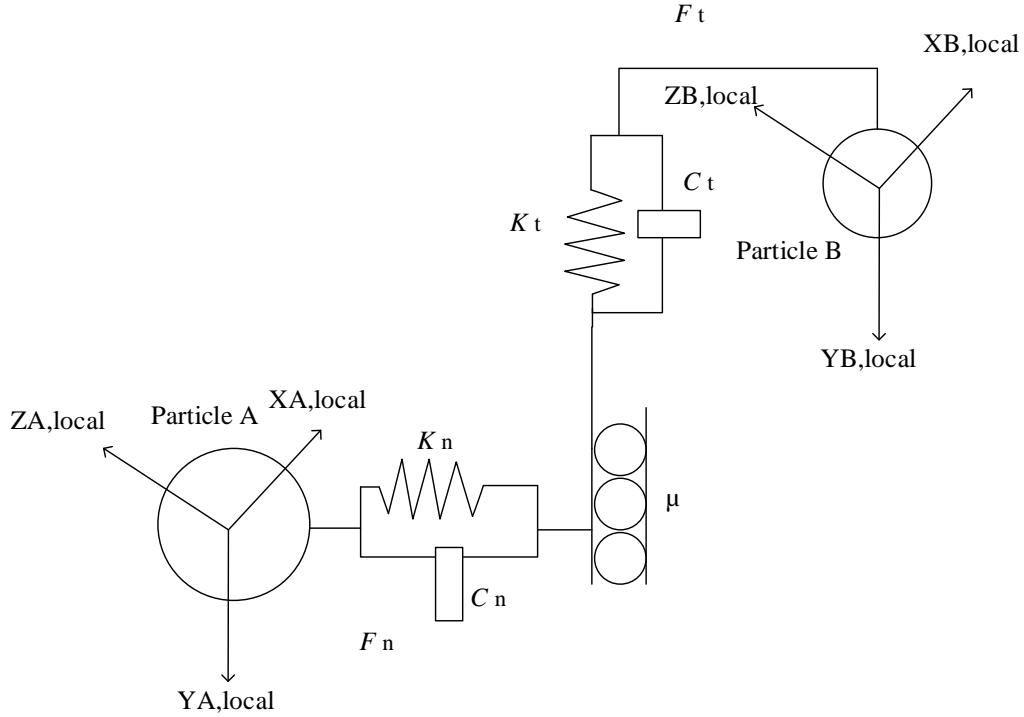 F t
XB,local
ZB,local
C t
K t
Particle B
YB,local
XA,local
Particle A
ZA,local
K n
μ
C n
F n
YA,local